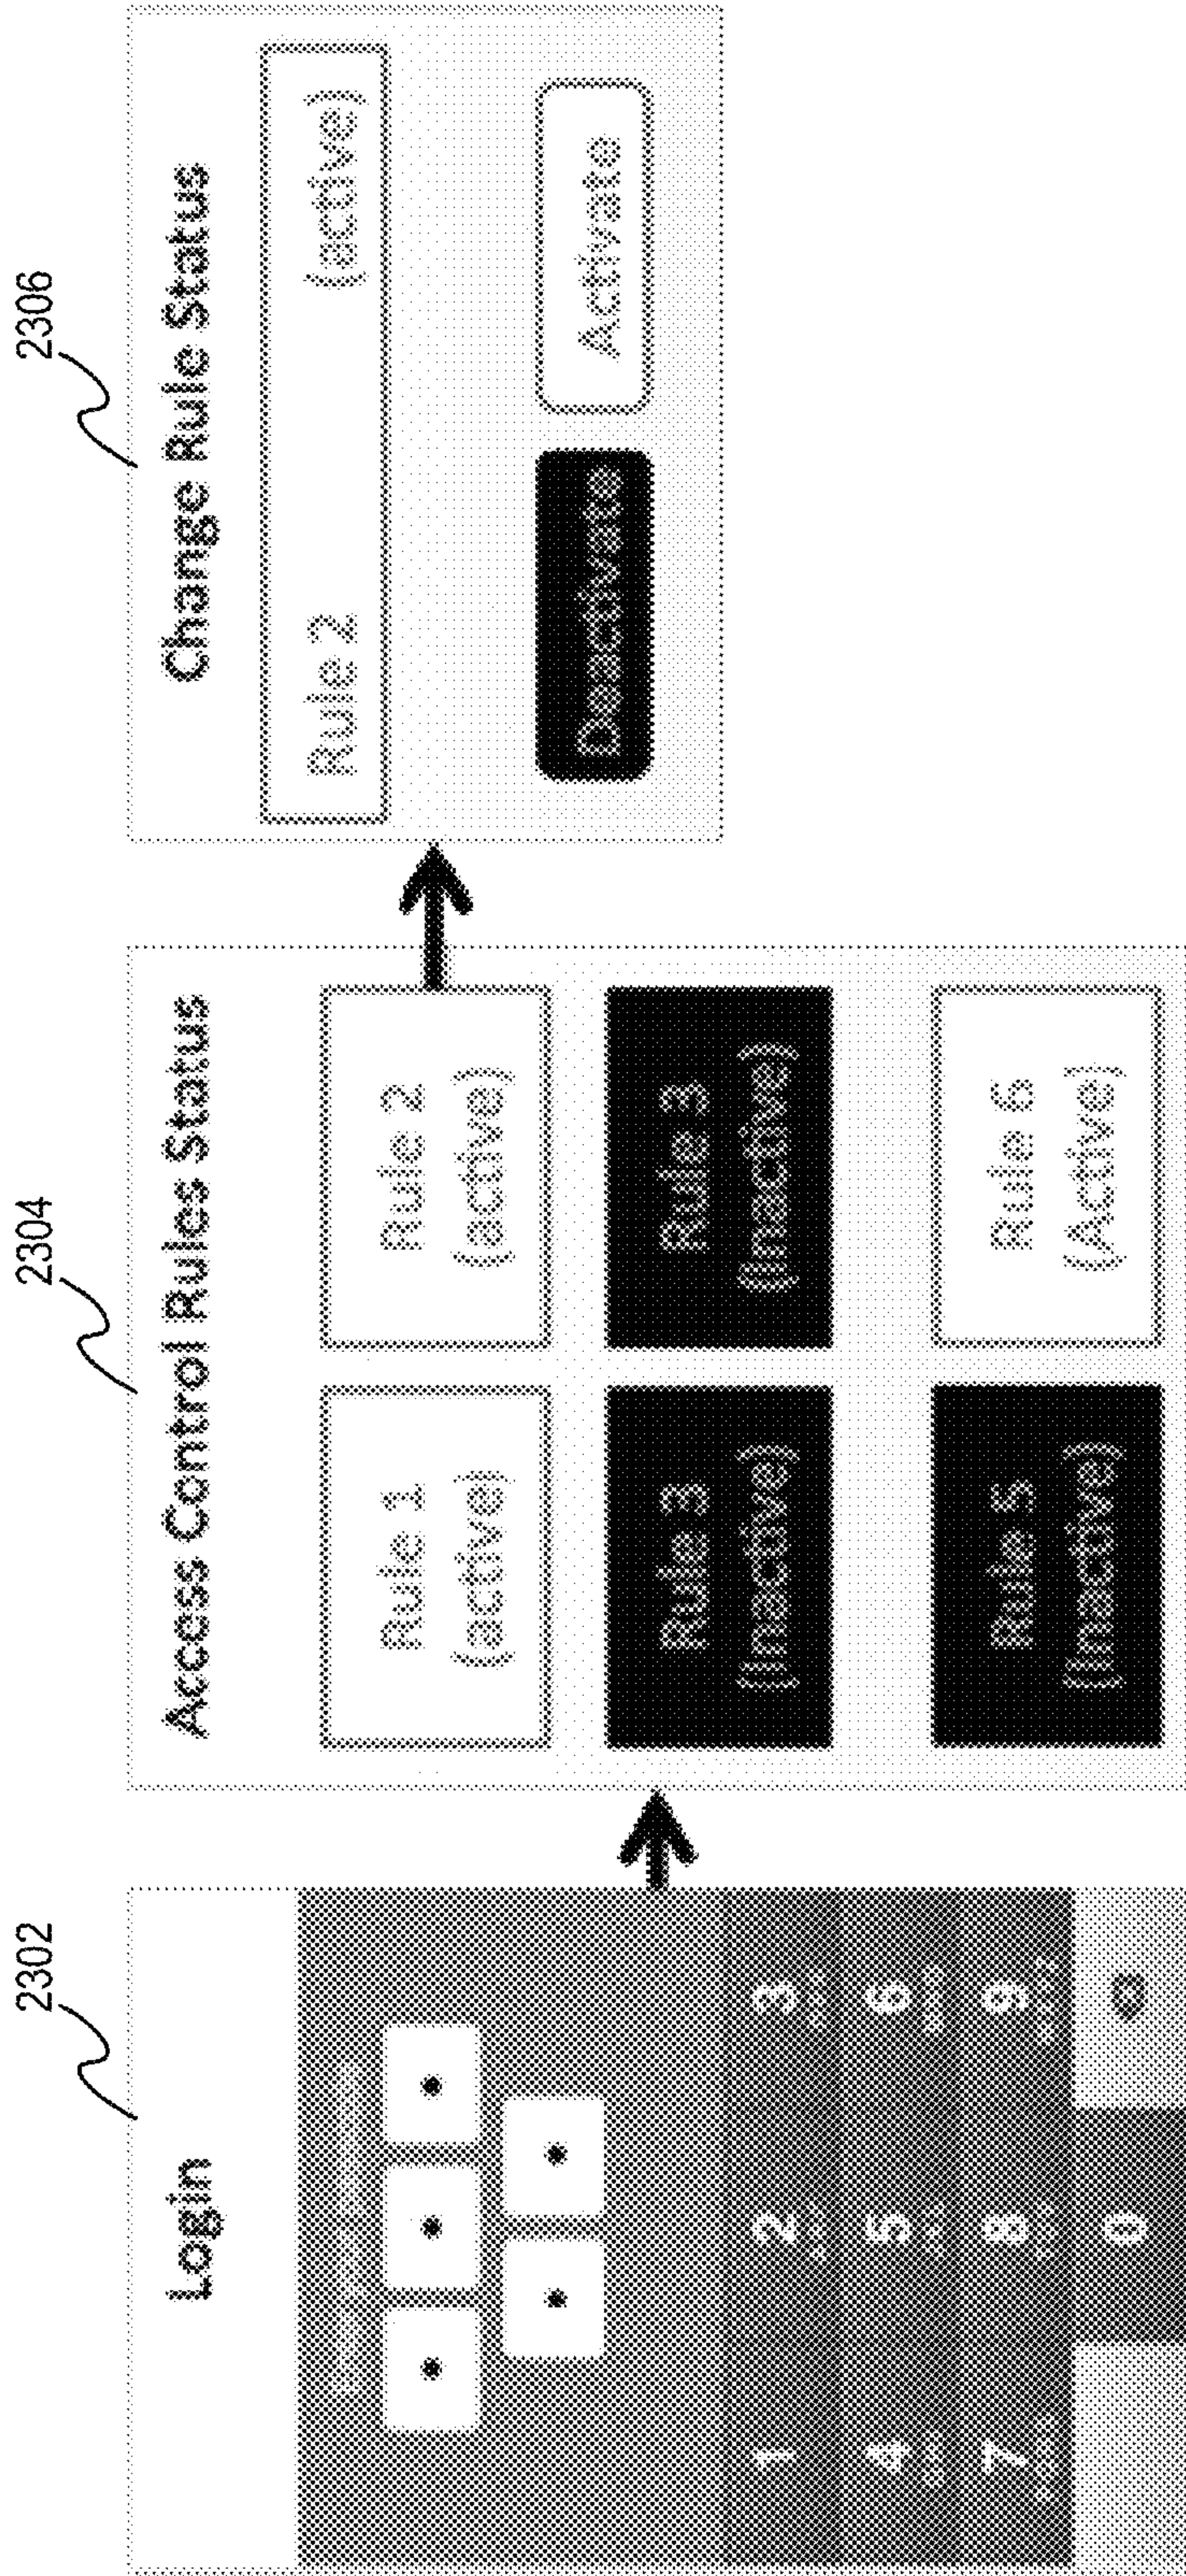 2302
Login
1 2 3
4 5 6
7 8 9
0
2304
Access Control Rules Status
Rule 1
(active)
Rule 2
(active)
Rule 3
(Inactive)
Rule 3
(Inactive)
Rule 5
(Inactive)
Rule 6
(Active)
2306
Change Rule Status
Rule 2 (active)
Deactivate
Activate